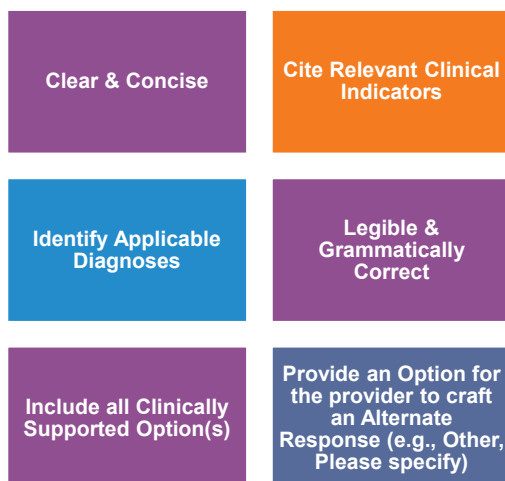 Clear & Concise
Cite Relevant Clinical
Indicators
Identify Applicable
Diagnoses
Legible &
Grammatically
Correct
Include all Clinically
Supported Option(s)
Provide an Option for
the provider to craft
an Alternate
Response (e.g., Other,
Please specify)